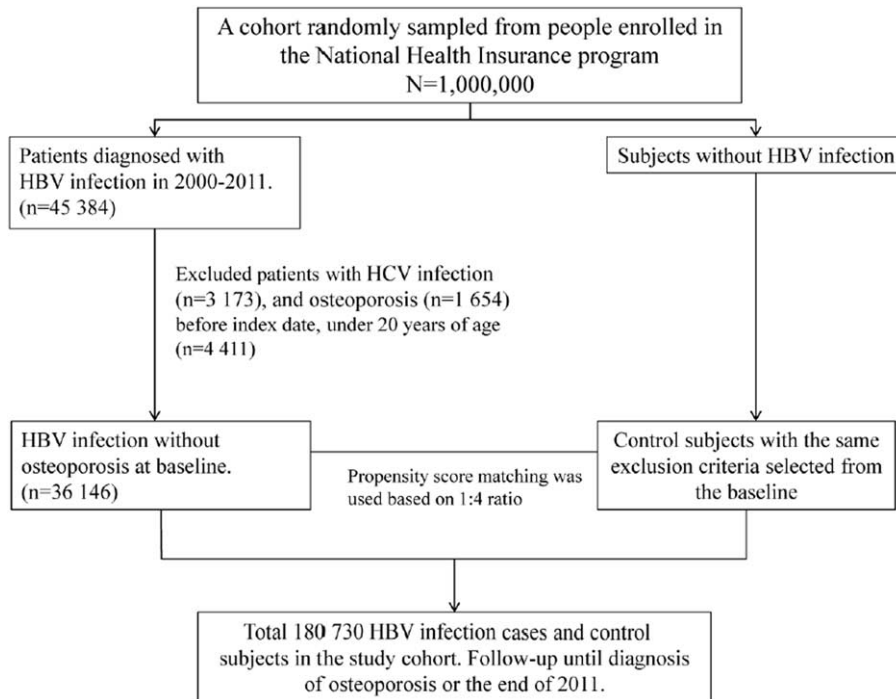 A cohort randomly sampled from people enrolled in
the National Health Insurance program
N=1,000,000
Patients diagnosed with
HBV infection in 2000-2011.
(n=45 384)
Subjects without HBV infection
Excluded patients with HCV infection
(n=3 173), and osteoporosis (n=1 654)
before index date, under 20 years of age
(n=4 411)
HBV infection without
osteoporosis at baseline.
(n=36 146)
Propensity score matching was
used based on 1:4 ratio
Control subjects with the same
exclusion criteria selected from
the baseline
Total 180 730 HBV infection cases and control
subjects in the study cohort. Follow-up until diagnosis
of osteoporosis or the end of 2011.